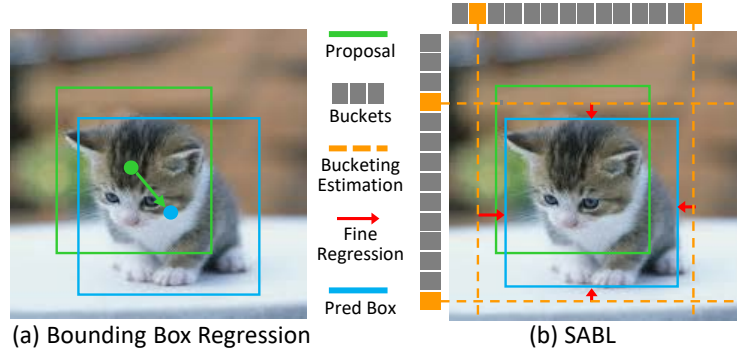 Proposal
Buckets
Bucketing
Estimation
Fine
Regression
Pred Box
(a) Bounding Box Regression
(b) SABL